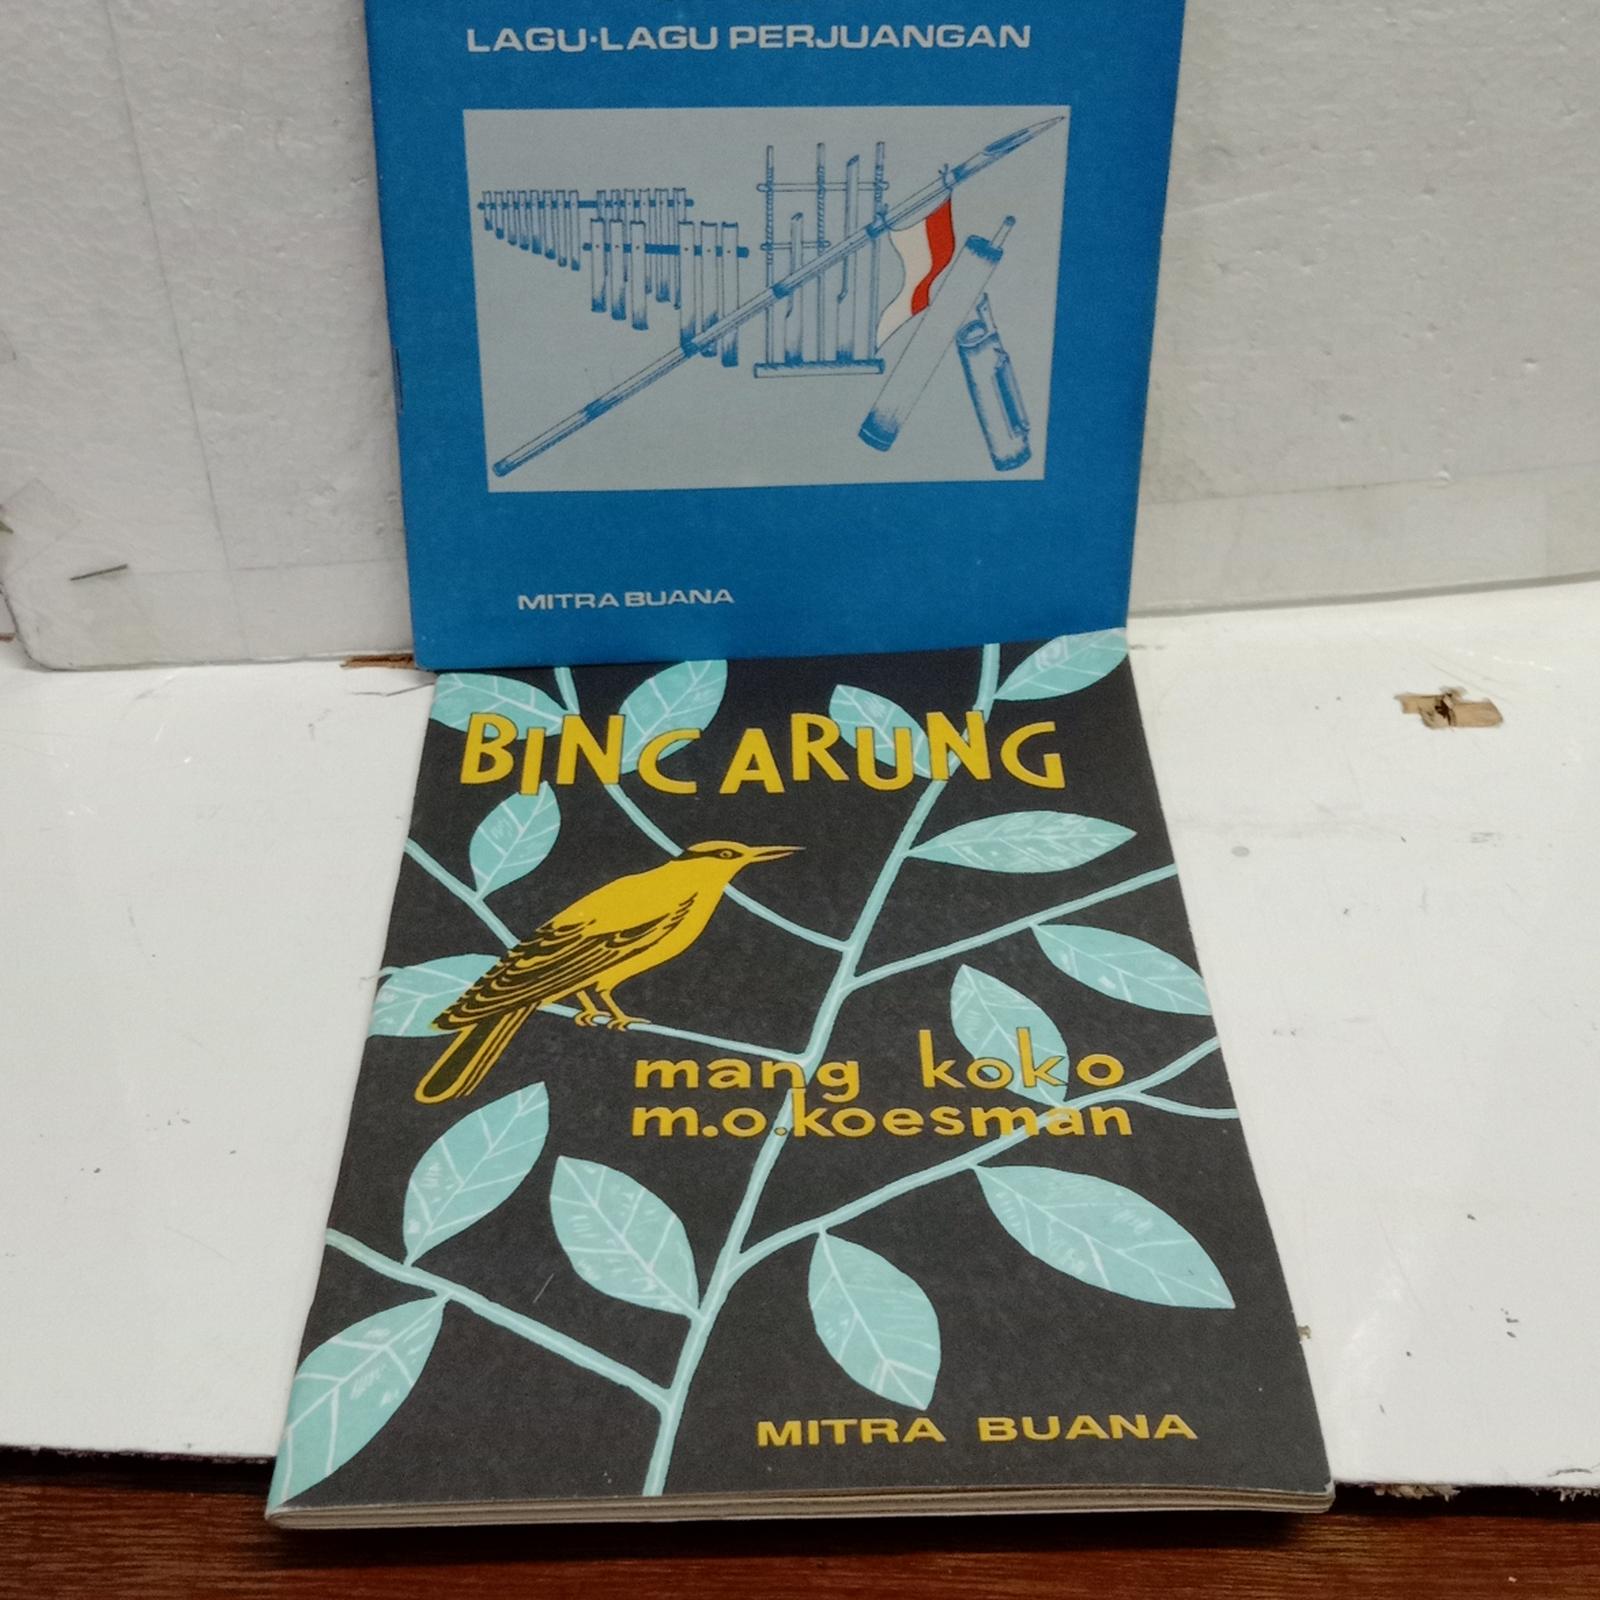 LAGU-LAGU PERJUANGAN
MITRA BUANA
BINCARUNG
mang koko
m.o.koesman
MITRA BUANA